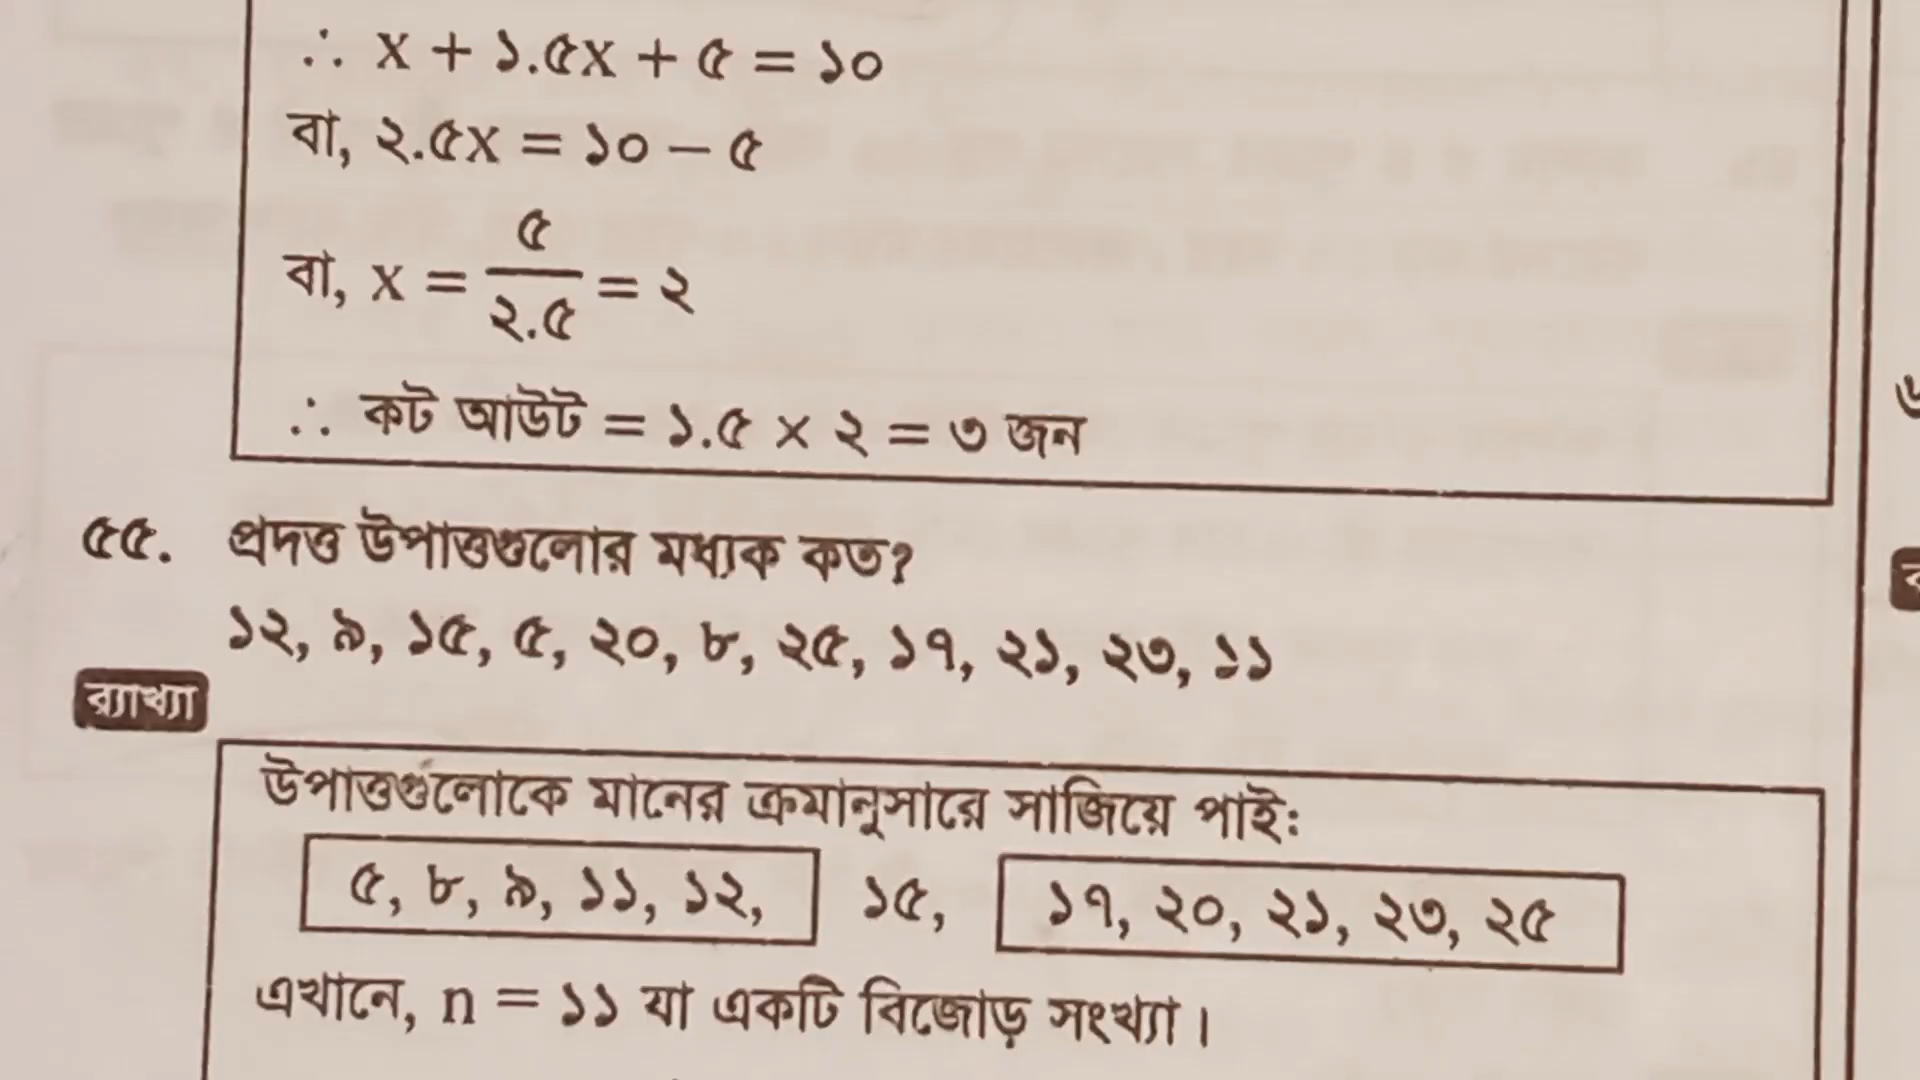 ∴ x + ১.৫x + ৫ = ১০
বা, ২.৫x = ১০ − ৫
বা, x = ৫/২.৫ = ২
∴ কট আউট = ১.৫ × ২ = ৩ জন
৫৫. প্রদত্ত উপাত্তগুলোর মধ্যক কত?
১২, ৯, ১৫, ৫, ২০, ৮, ২৫, ১৭, ২১, ২৩, ১১
ব্যাখ্যা
উপাত্তগুলোকে মানের ক্রমানুসারে সাজিয়ে পাই:
৫, ৮, ৯, ১১, ১২, ১৫, ১৭, ২০, ২১, ২৩, ২৫
এখানে, n = ১১ যা একটি বিজোড় সংখ্যা।